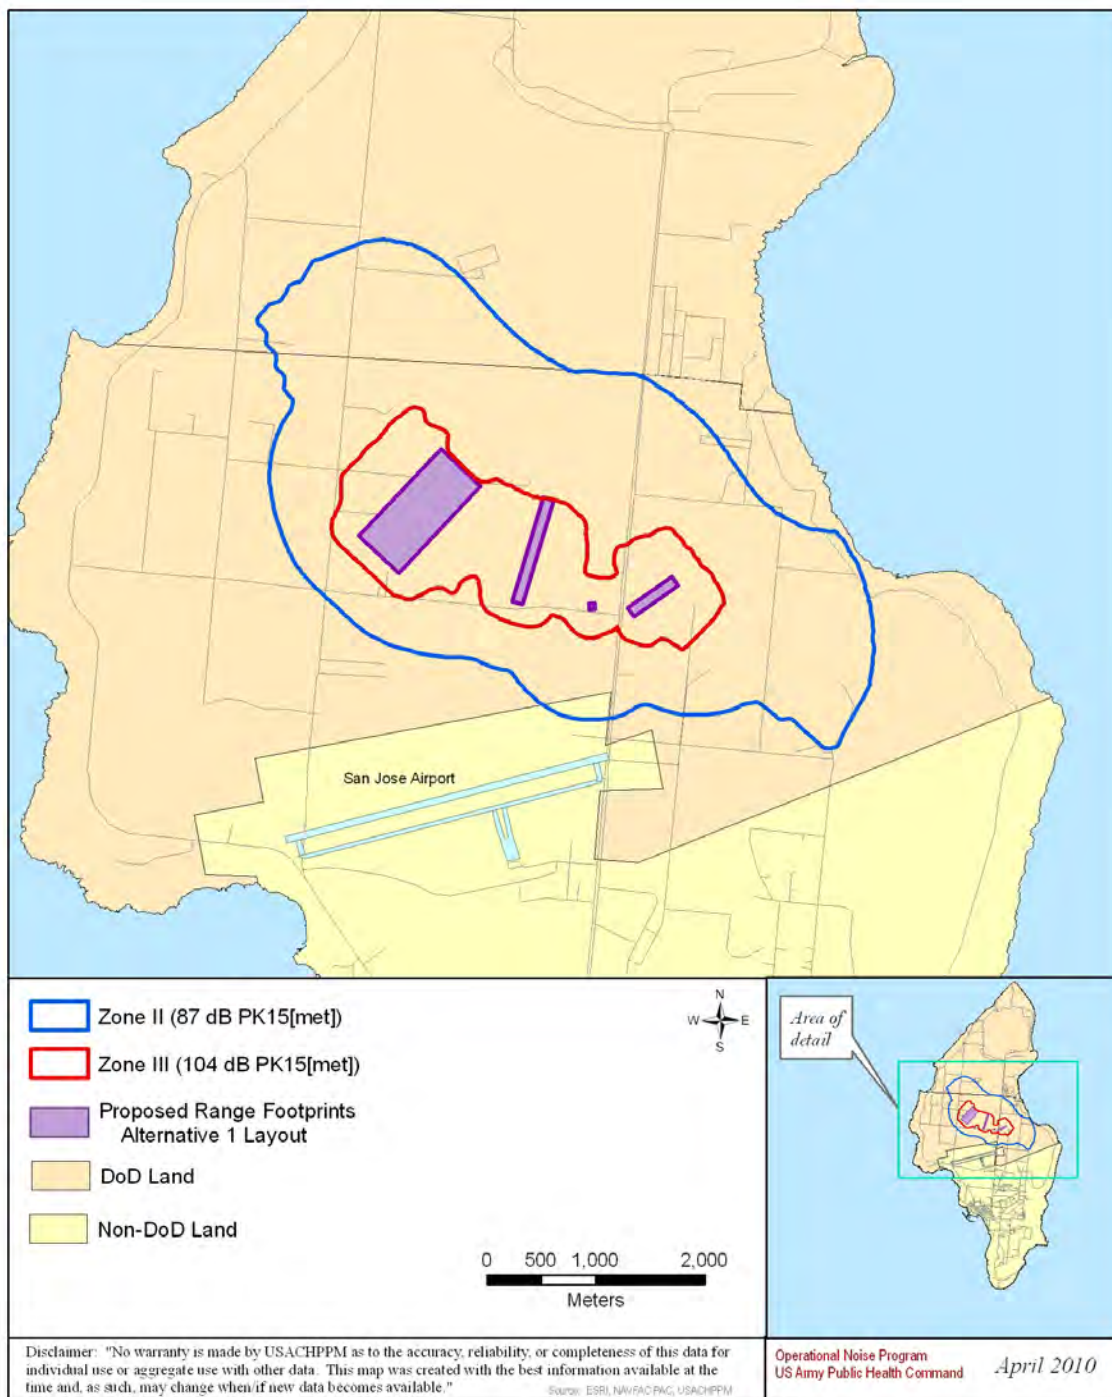 San Jose Airport
Zone II (87 dB PK15[met])
Zone III (104 dB PK15[met])
Proposed Range Footprints
Alternative 1 Layout
DoD Land
Non-DoD Land
N
W E
S
0 500 1,000 2,000
Meters
Area of
detail
Disclaimer: "No warranty is made by USACHPPM as to the accuracy, reliability, or completeness of this data for
individual use or aggregate use with other data. This map was created with the best information available at the
time and, as such, may change when/if new data becomes available."
Source: ESRI, NAVFAC PAC, USACHPPM
Operational Noise Program
US Army Public Health Command
April 2010